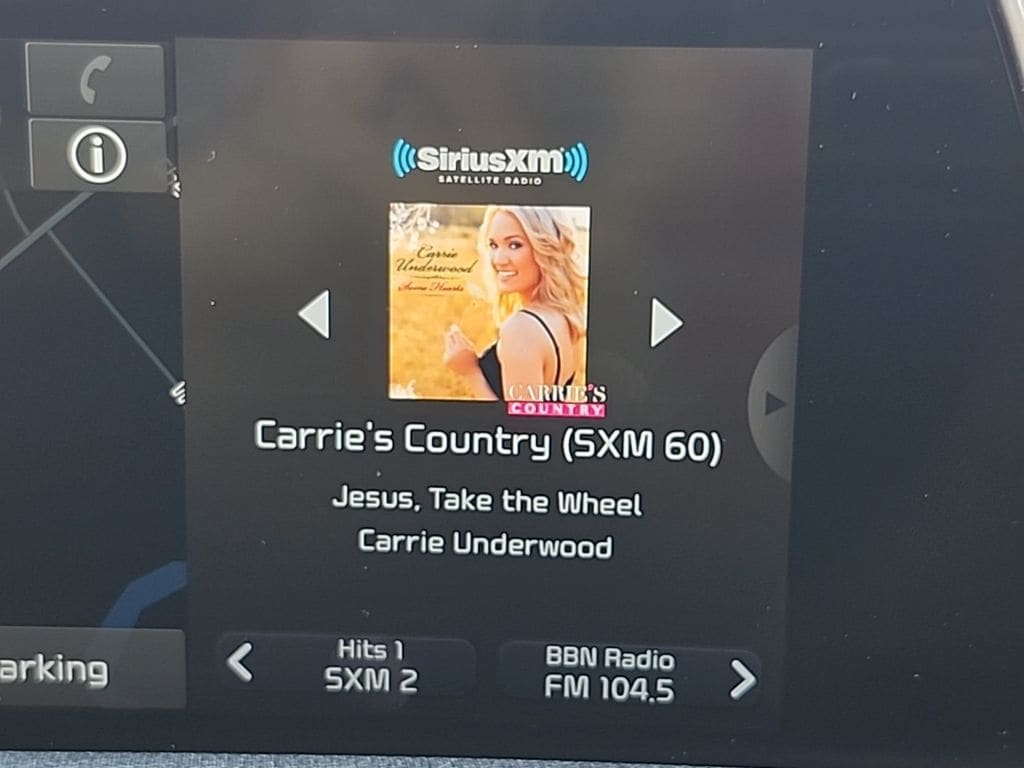 SiriusXM
SATELLITE RADIO
Carrie
Underwood
Some Hearts
CARRIE'S
COUNTRY
Carrie's Country (SXM 60)
Jesus, Take the Wheel
Carrie Underwood
arking
Hits 1
SXM 2
BBN Radio
FM 104.5